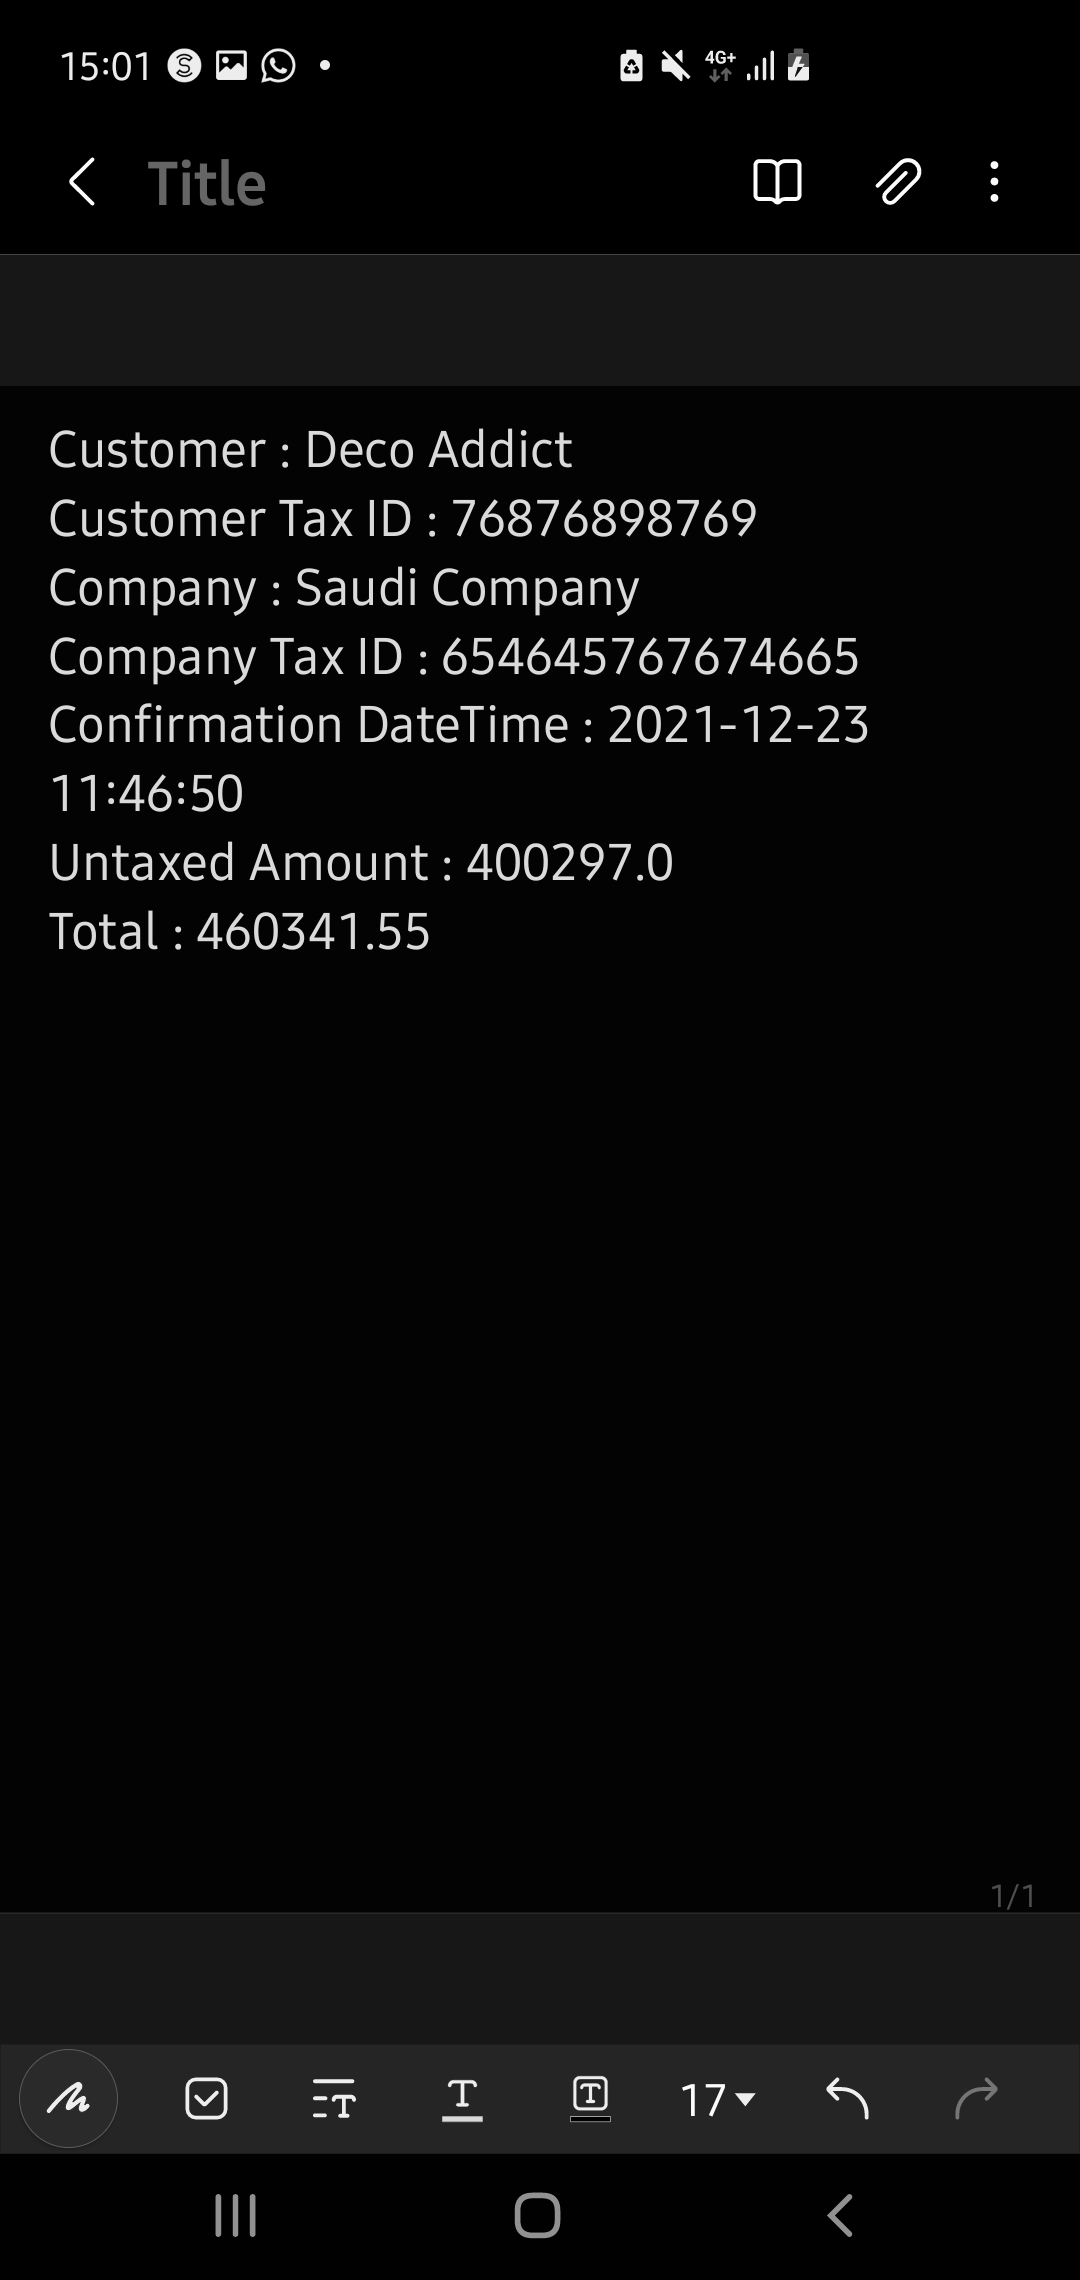 15:01
4G+
Title
Customer : Deco Addict
Customer Tax ID : 76876898769
Company : Saudi Company
Company Tax ID : 654645767674665
Confirmation DateTime : 2021-12-23
11:46:50
Untaxed Amount : 400297.0
Total : 460341.55
1/1
17